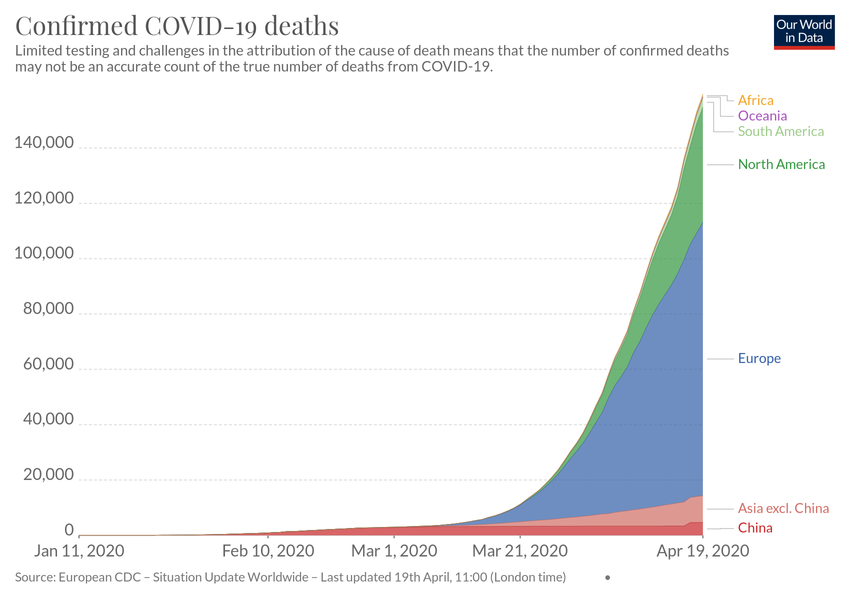 Confirmed COVID-19 deaths
Our World
in Data
Limited testing and challenges in the attribution of the cause of death means that the number of confirmed deaths
may not be an accurate count of the true number of deaths from COVID-19.
Africa
Oceania
South America
140,000
North America
120,000
100,000
80,000
60,000
Europe
40,000
20,000
Asia excl. China
China
0
Jan 11, 2020
Feb 10, 2020
Mar 1, 2020
Mar 21, 2020
Apr 19, 2020
Source: European CDC – Situation Update Worldwide – Last updated 19th April, 11:00 (London time)